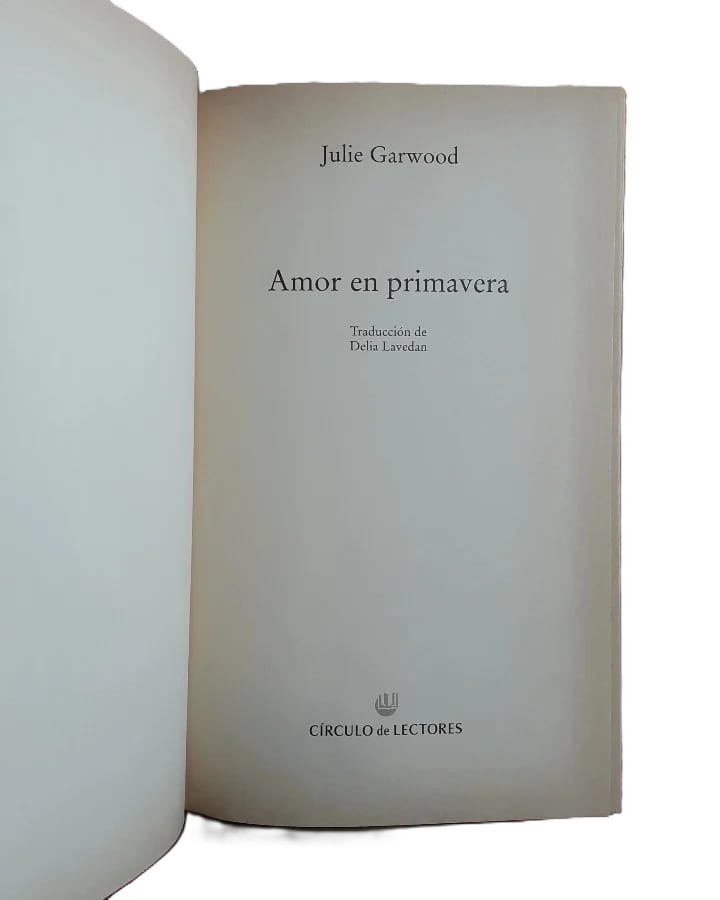 Julie Garwood
Amor en primavera
Traducción de
Delia Lavedan
CÍRCULO de LECTORES